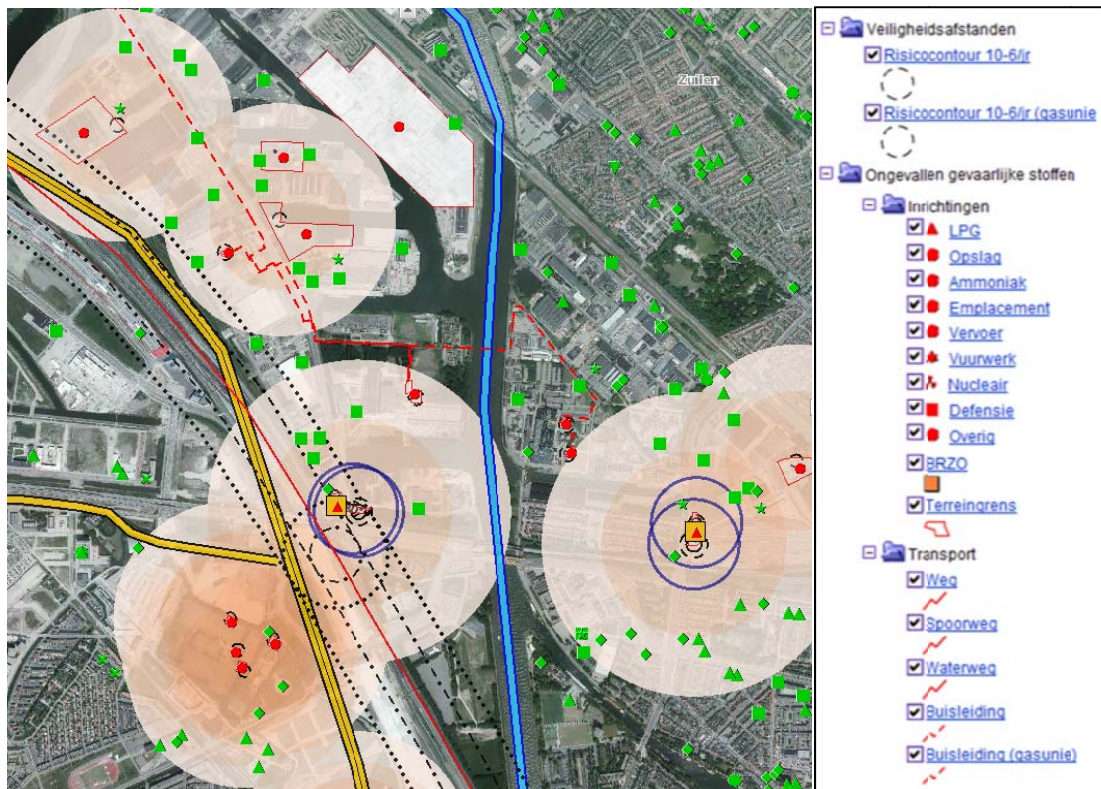 Zuilen
Veiligheidsafstanden
Risicocontour 10-6/jr
Risicocontour 10-6/jr (gasunie
Ongevallen gevaarlijke stoffen
Inrichtingen
LPG
Opslag
Ammoniak
Emplacement
Vervoer
Vuurwerk
Nucleair
Defensie
Overig
BRZO
Terreingrens
Transport
Weg
Spoorweg
Waterweg
Buisleiding
Buisleiding (gasunie)